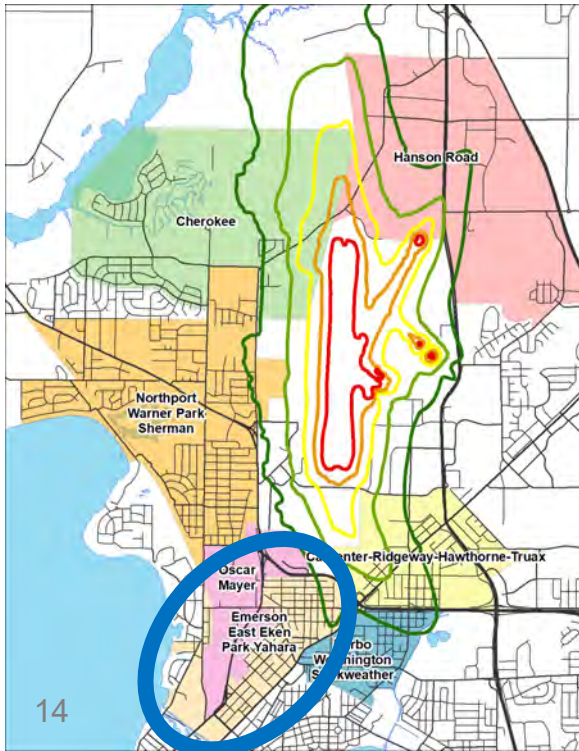 Hanson Road
Cherokee
Northport
Warner Park
Sherman
Carpenter-Ridgeway-Hawthorne-Truax
Oscar
Mayer
Emerson
East Eken
Park Yahara
14